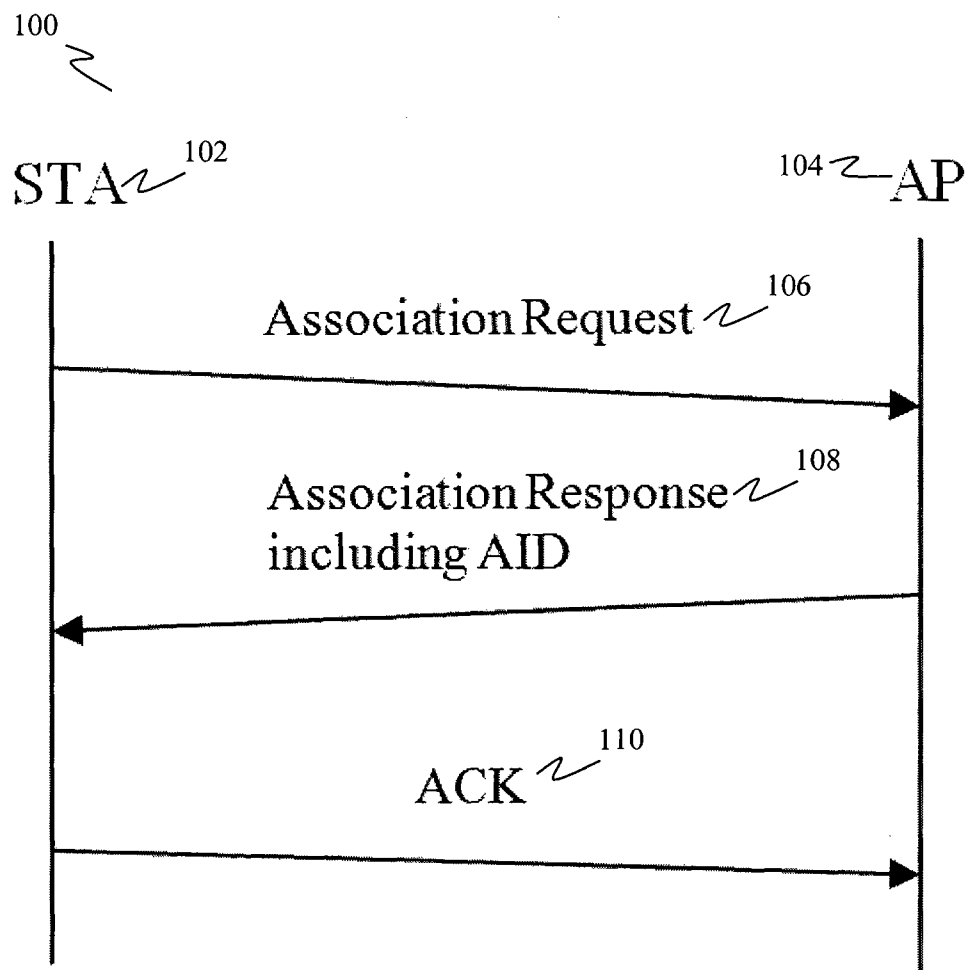 100
STA 102
104 AP
Association Request 106
Association Response 108
including AID
ACK 110